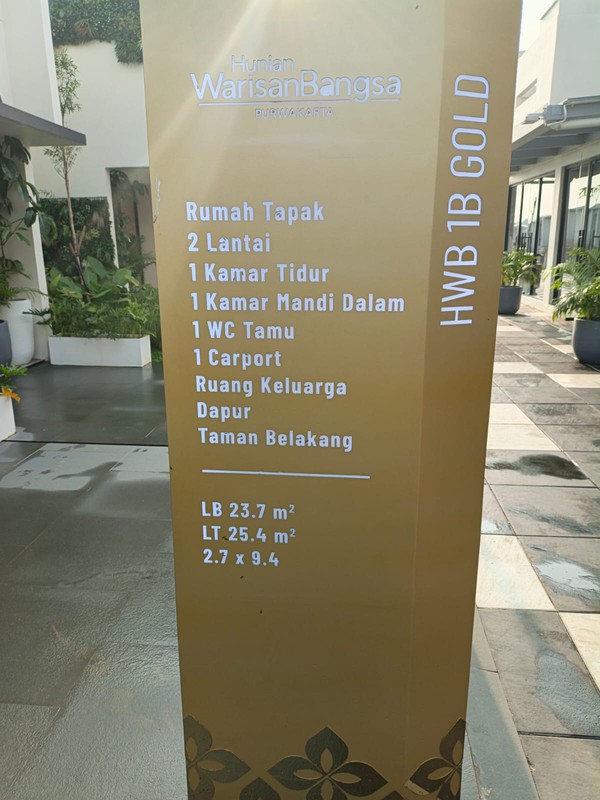 Hunian
WarisanBangsa
PURWAKARTA
HWB 1B GOLD
Rumah Tapak
2 Lantai
1 Kamar Tidur
1 Kamar Mandi Dalam
1 WC Tamu
1 Carport
Ruang Keluarga
Dapur
Taman Belakang
LB 23.7 m²
LT 25.4 m²
2.7 x 9.4